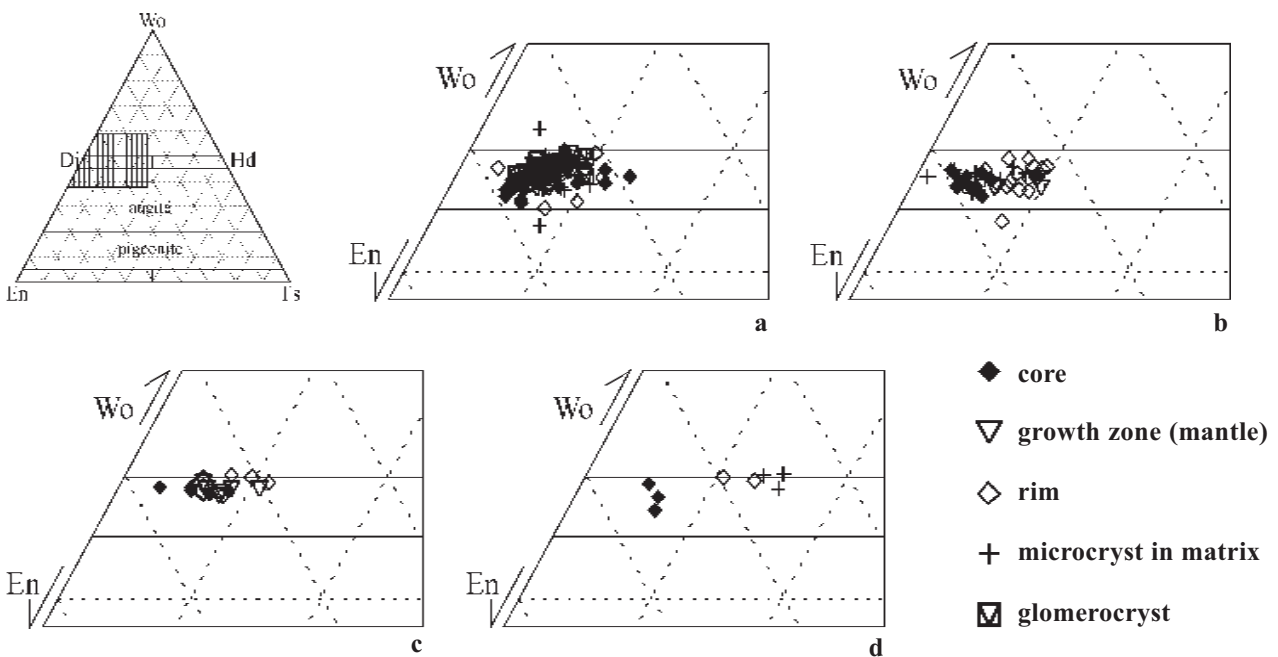 Wo
Di
Hd
augite
pigeonite
En
Wo
En
a
Wo
En
b
Wo
En
c
Wo
En
d
core
growth zone (mantle)
rim
microcryst in matrix
glomerocryst